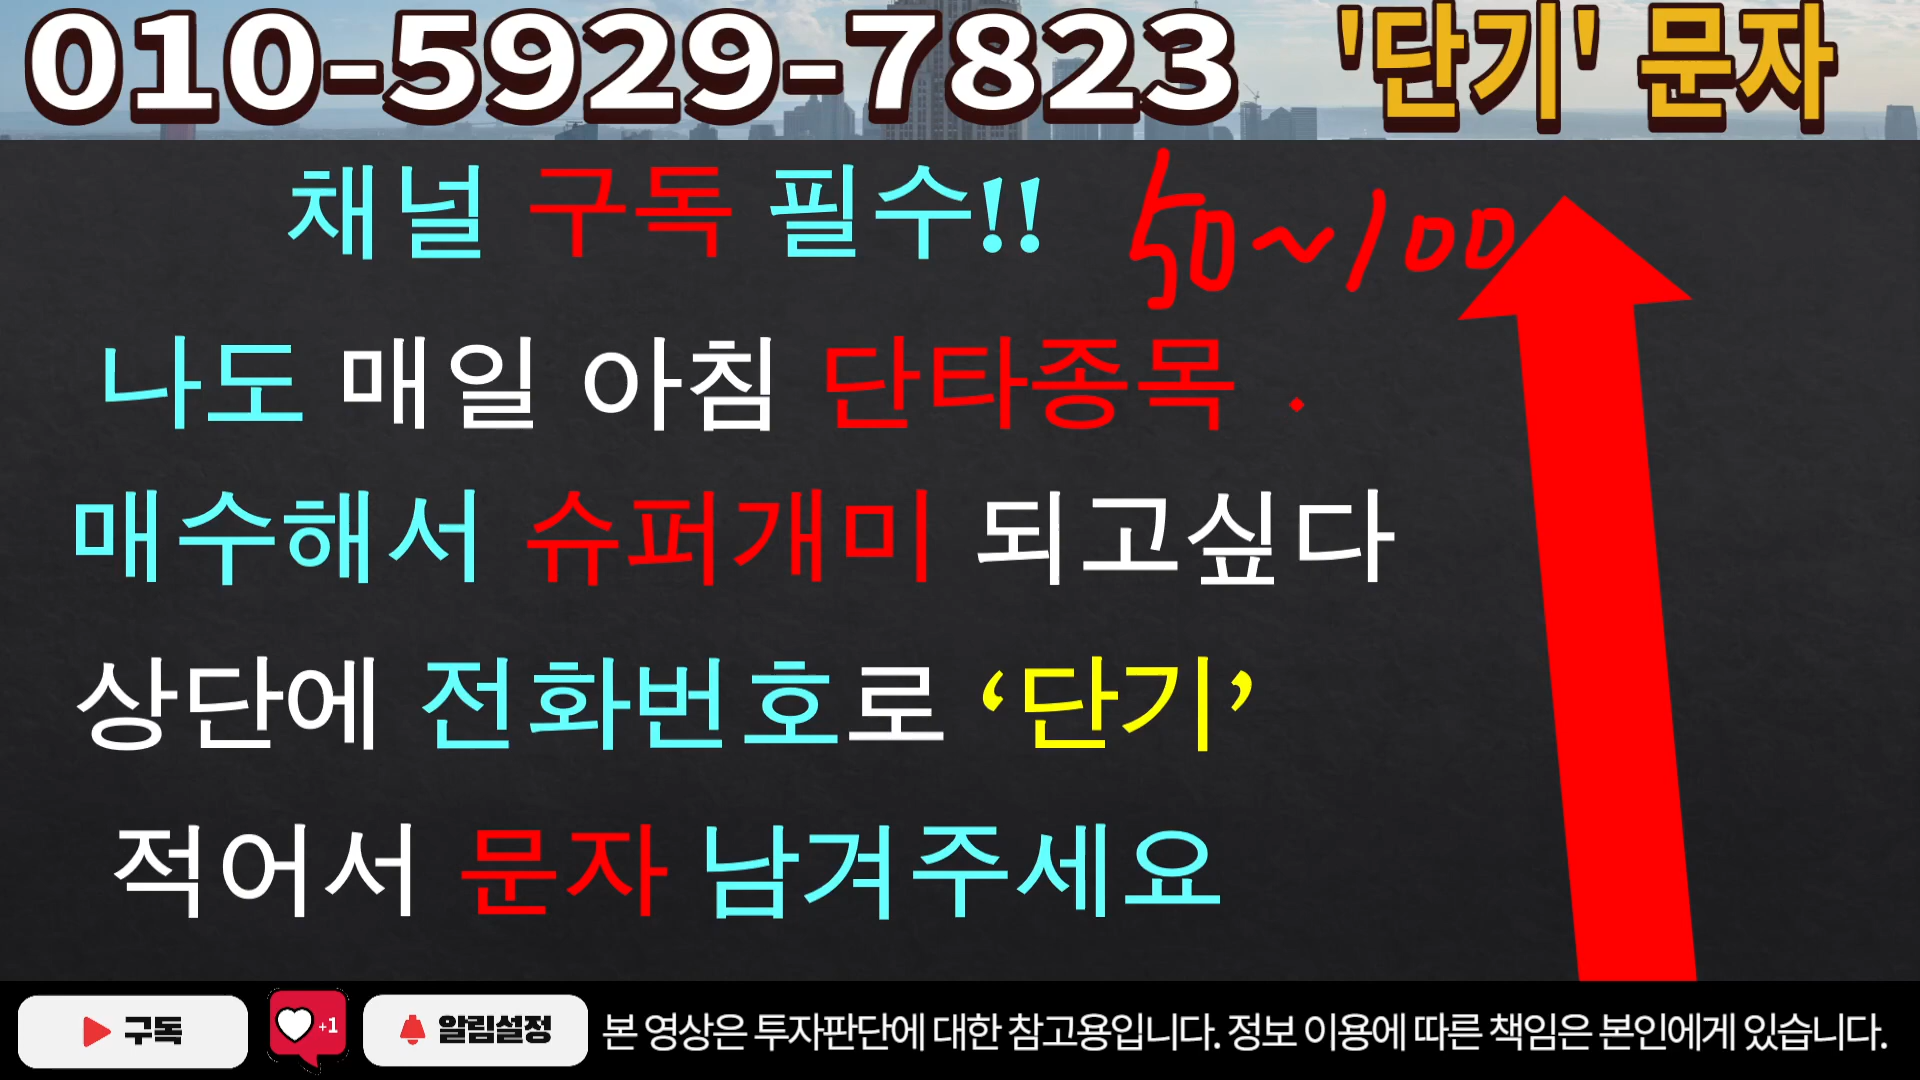 010-5929-7823 '단기' 문자
채널 구독 필수!! 50~100
나도 매일 아침 단타종목 .
매수해서 슈퍼개미 되고싶다
상단에 전화번호로 ‘단기’
적어서 문자 남겨주세요
구독 +1 알림설정 본 영상은 투자판단에 대한 참고용입니다. 정보 이용에 따른 책임은 본인에게 있습니다.